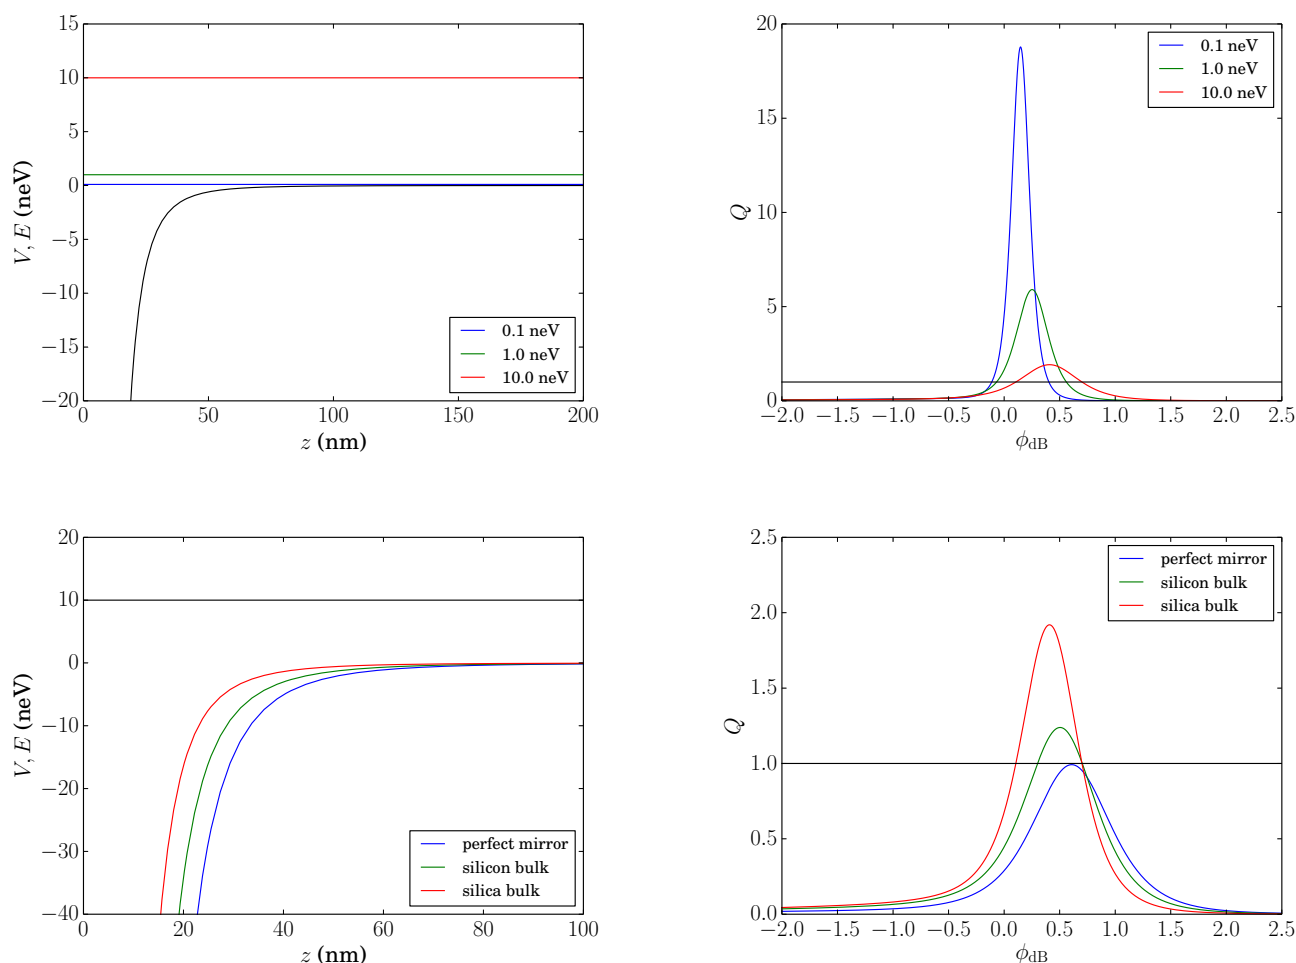 15
10
5
0
−5
−10
−15
−20
0
50
100
150
200
z (nm)
V, E (neV)
0.1 neV
1.0 neV
10.0 neV
20
15
10
5
0
−2.0 −1.5 −1.0 −0.5 0.0 0.5 1.0 1.5 2.0 2.5
ϕdB
Q
0.1 neV
1.0 neV
10.0 neV
20
10
0
−10
−20
−30
−40
0
20
40
60
80
100
z (nm)
V, E (neV)
perfect mirror
silicon bulk
silica bulk
2.5
2.0
1.5
1.0
0.5
0.0
−2.0 −1.5 −1.0 −0.5 0.0 0.5 1.0 1.5 2.0 2.5
ϕdB
Q
perfect mirror
silicon bulk
silica bulk